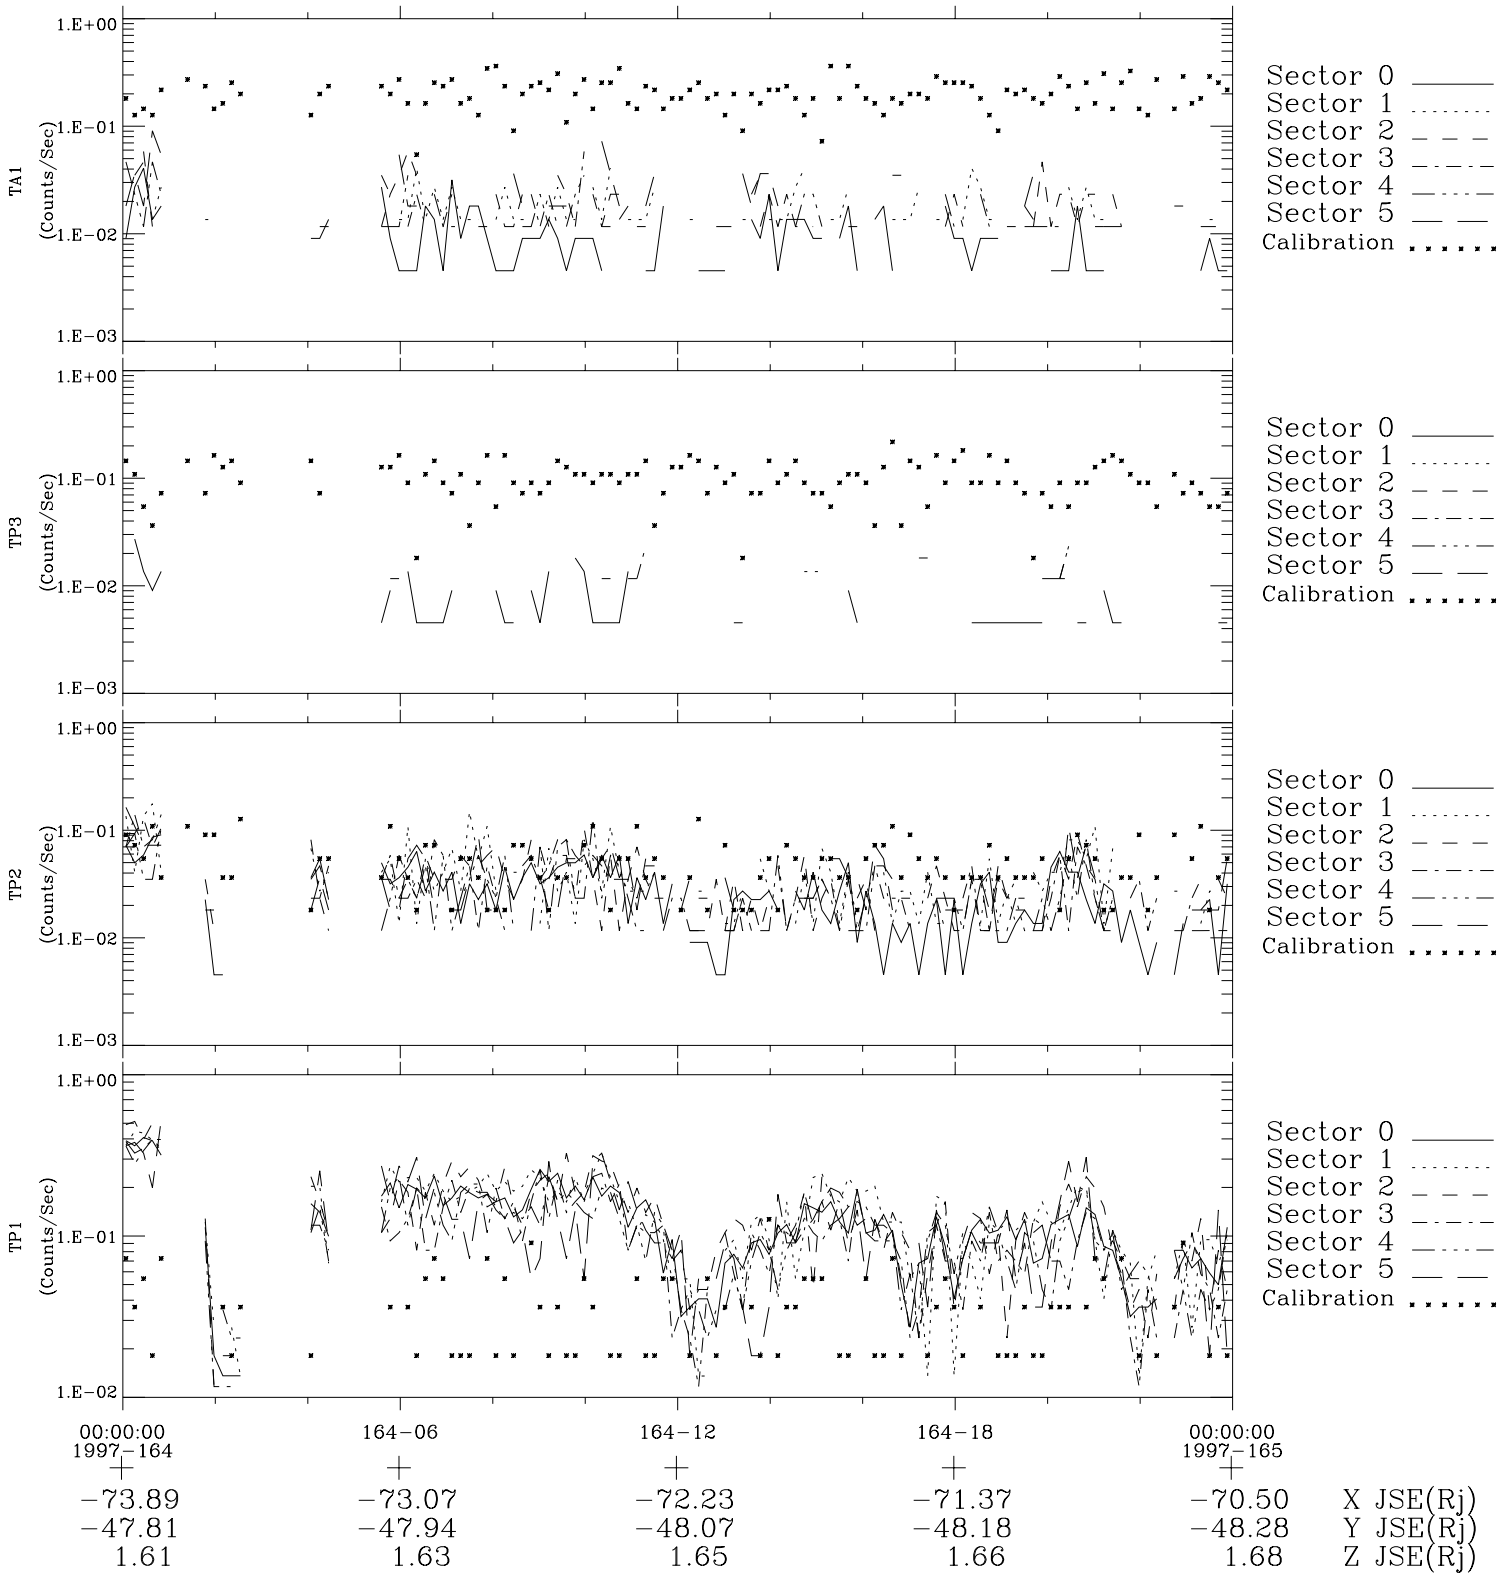 1.E+00
1.E-01
1.E-02
1.E-03
TA1
(Counts/Sec)
Sector 0
Sector 1
Sector 2
Sector 3
Sector 4
Sector 5
Calibration
1.E+00
1.E-01
1.E-02
1.E-03
TP3
(Counts/Sec)
Sector 0
Sector 1
Sector 2
Sector 3
Sector 4
Sector 5
Calibration
1.E+00
1.E-01
1.E-02
1.E-03
TP2
(Counts/Sec)
Sector 0
Sector 1
Sector 2
Sector 3
Sector 4
Sector 5
Calibration
1.E+00
1.E-01
1.E-02
TP1
(Counts/Sec)
Sector 0
Sector 1
Sector 2
Sector 3
Sector 4
Sector 5
Calibration
00:00:00 164-06 164-12 164-18 00:00:00
1997-164 1997-165
-73.89 -73.07 -72.23 -71.37 -70.50 X JSE(Rj)
-47.81 -47.94 -48.07 -48.18 -48.28 Y JSE(Rj)
1.61 1.63 1.65 1.66 1.68 Z JSE(Rj)